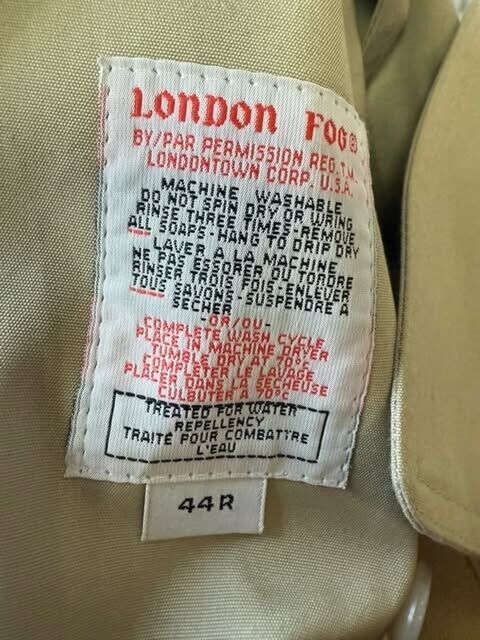 LONDON FOG®
BY/PAR PERMISSION REG. T.M.
LONDONTOWN CORP. U.S.A.
MACHINE WASHABLE
DO NOT SPIN DRY OR WRING
RINSE THREE TIMES-REMOVE
ALL SOAPS-HANG TO DRIP DRY
LAVER A LA MACHINE
NE PAS ESSORER OU TORDRE
RINSER TROIS FOIS-ENLEVER
TOUS SAVONS-SUSPENDRE A
SECHER
-OR/OU-
COMPLETE WASH CYCLE
PLACE IN MACHINE DRYER
TUMBLE DRY AT 70°C
COMPLETER LE LAVAGE
PLACER DANS LA SECHEUSE
CULBUTER A 70°C
TREATED FOR WATER
REPELLENCY
TRAITÉ POUR COMBATTRE
L'EAU
44R